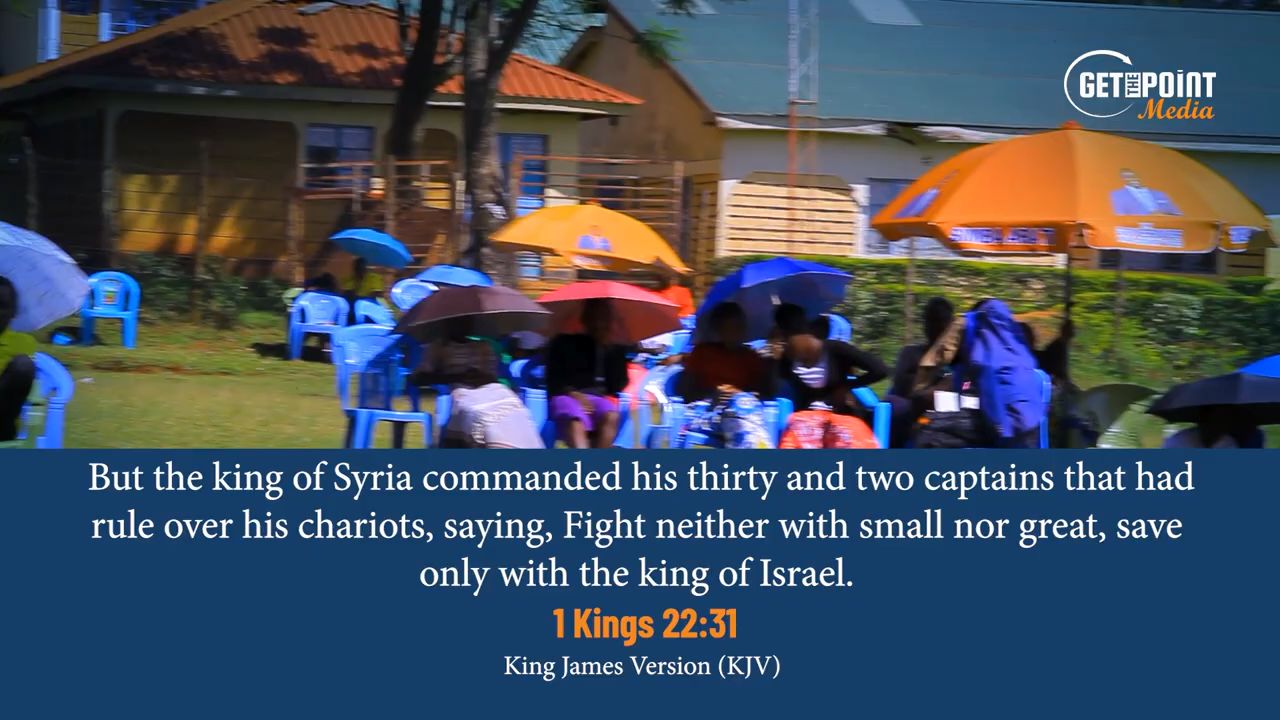 GET THE POINT
Media
But the king of Syria commanded his thirty and two captains that had
rule over his chariots, saying, Fight neither with small nor great, save
only with the king of Israel.
1 Kings 22:31
King James Version (KJV)